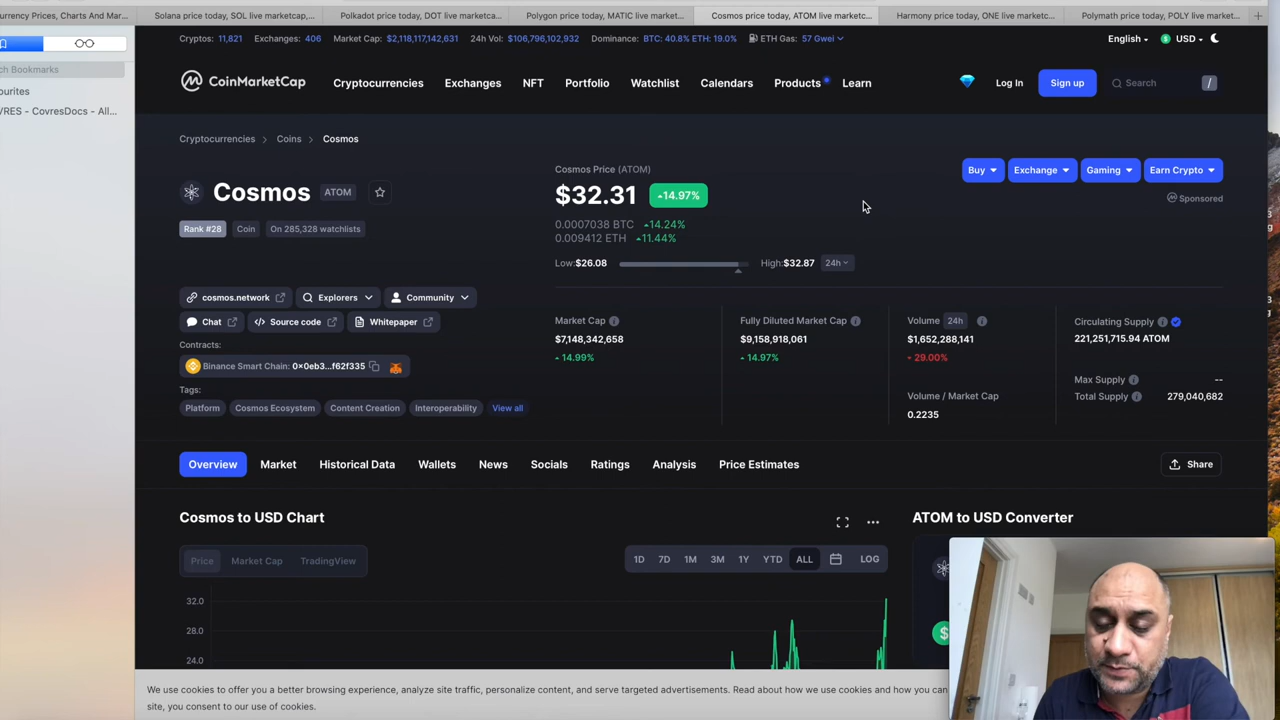 rrency Prices, Charts And Mar...
Solana price today, SOL live marketcap,...
Polkadot price today, DOT live marketca...
Polygon price today, MATIC live marketc...
Cosmos price today, ATOM live marketc...
Harmony price today, ONE live marketc...
Polymath price today, POLY live market...
ch Bookmarks
vourites
VRES - CovresDocs - All...
Cryptos: 11,821 Exchanges: 406 Market Cap: $2,118,117,142,631 24h Vol: $106,796,102,932 Dominance: BTC: 40.8% ETH: 19.0% ETH Gas: 57 Gwei
English USD
CoinMarketCap
Cryptocurrencies Exchanges NFT Portfolio Watchlist Calendars Products Learn
Log In Sign up Search /
Cryptocurrencies > Coins > Cosmos
Cosmos ATOM
Rank #28 Coin On 285,328 watchlists
cosmos.network Explorers Community
Chat Source code Whitepaper
Contracts:
Binance Smart Chain: 0x0eb3...f62f335
Tags:
Platform Cosmos Ecosystem Content Creation Interoperability View all
Cosmos Price (ATOM)
$32.31 14.97%
0.0007038 BTC 14.24%
0.009412 ETH 11.44%
Low: $26.08 High: $32.87 24h
Buy Exchange Gaming Earn Crypto
Sponsored
Market Cap
$7,148,342,658
14.99%
Fully Diluted Market Cap
$9,158,918,061
14.97%
Volume 24h
$1,652,288,141
29.00%
Volume / Market Cap
0.2235
Circulating Supply
221,251,715.94 ATOM
Max Supply --
Total Supply 279,040,682
Overview Market Historical Data Wallets News Socials Ratings Analysis Price Estimates
Share
Cosmos to USD Chart
Price Market Cap TradingView
1D 7D 1M 3M 1Y YTD ALL LOG
32.0
28.0
24.0
ATOM to USD Converter
We use cookies to offer you a better browsing experience, analyze site traffic, personalize content, and serve targeted advertisements. Read about how we use cookies and how you can
site, you consent to our use of cookies.